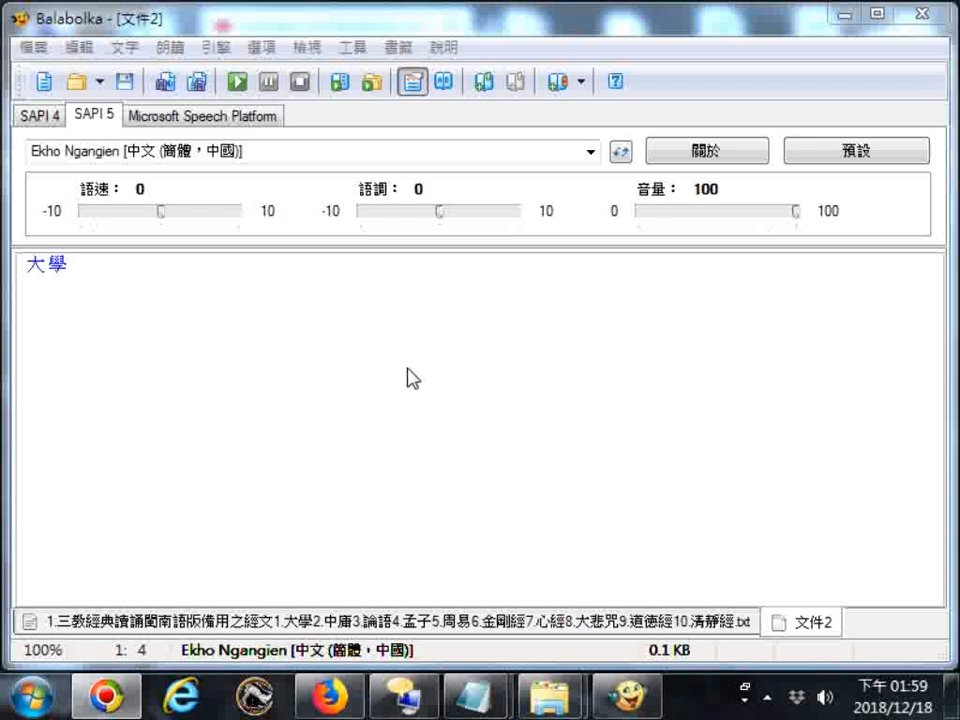 Balabolka - [文件2]
檔案 編輯 文字 朗讀 引擎 選項 檢視 工具 書籤 說明
SAPI 4 SAPI 5 Microsoft Speech Platform
Ekho Ngangien [中文 (簡體，中國)] 關於 預設
語速： 0 語調： 0 音量： 100
-10 10 -10 10 0 100
大學
1.三教經典讀誦閩南語版備用之經文1.大學2.中庸3.論語4.孟子5.周易6.金剛經7.心經8.大悲咒9.道德經10.清靜經.txt 文件2
100% 1: 4 Ekho Ngangien [中文 (簡體，中國)] 0.1 KB
下午 01:59
2018/12/18